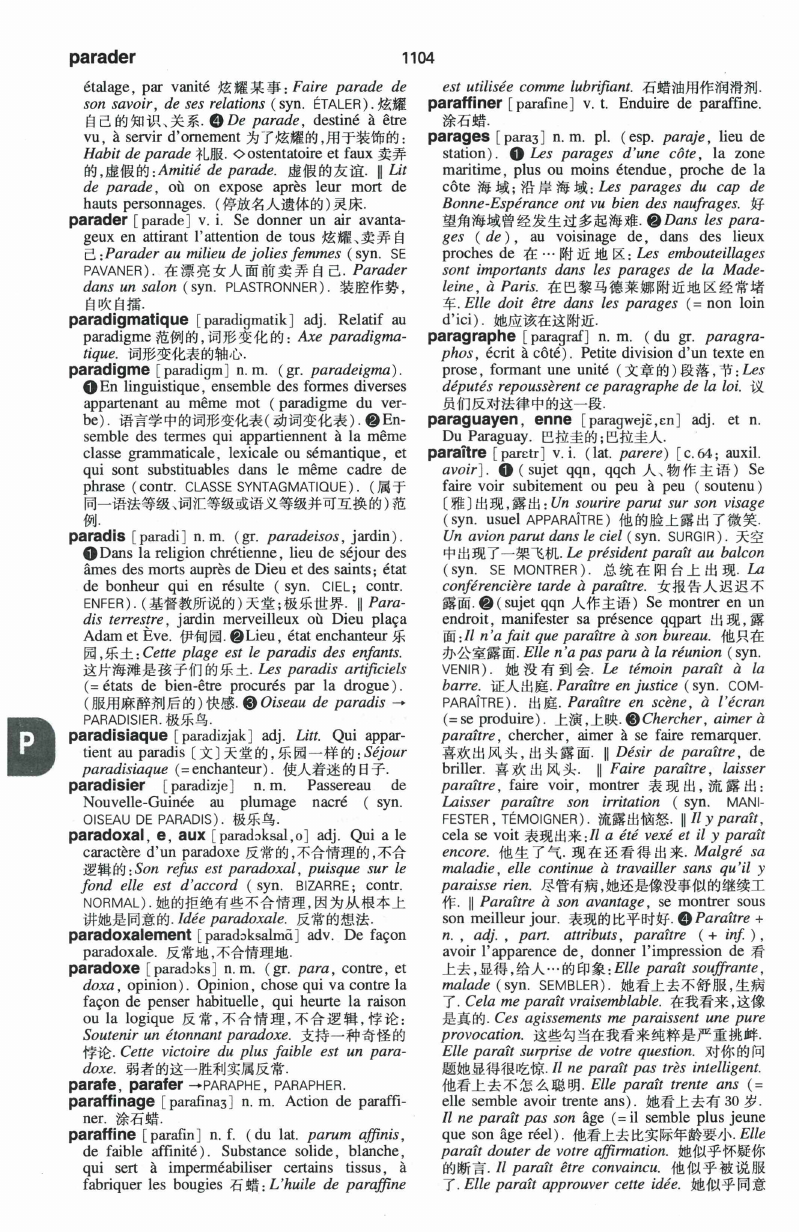 parader
1104
étalage, par vanité 炫耀某事: Faire parade de
son savoir, de ses relations (syn. ÉTALER). 炫耀
自己的知识、关系. ❹ De parade, destiné à être
vu, à servir d'ornement 为了炫耀的,用于装饰的:
Habit de parade 礼服. ◇ ostentatoire et faux 卖弄
的,虚假的: Amitié de parade. 虚假的友谊. ‖ Lit
de parade, où on expose après leur mort de
hauts personnages. (停放名人遗体的)灵床.
parader [parade] v. i. Se donner un air avanta-
geux en attirant l'attention de tous 炫耀、卖弄自
己: Parader au milieu de jolies femmes (syn. SE
PAVANER). 在漂亮女人面前卖弄自己. Parader
dans un salon (syn. PLASTRONNER). 装腔作势,
自吹自擂.
paradigmatique [paradigmatik] adj. Relatif au
paradigme 范例的,词形变化的: Axe paradigma-
tique. 词形变化表的轴心.
paradigme [paradigm] n. m. (gr. paradeigma).
❶ En linguistique, ensemble des formes diverses
appartenant au même mot (paradigme du ver-
be). 语言学中的词形变化表(动词变化表). ❷ En-
semble des termes qui appartiennent à la même
classe grammaticale, lexicale ou sémantique, et
qui sont substituables dans le même cadre de
phrase (contr. CLASSE SYNTAGMATIQUE). (属于
同一语法等级、词汇等级或语义等级并可互换的)范
例.
paradis [paradi] n. m. (gr. paradeisos, jardin).
❶ Dans la religion chrétienne, lieu de séjour des
âmes des morts auprès de Dieu et des saints; état
de bonheur qui en résulte (syn. CIEL; contr.
ENFER). (基督教所说的)天堂;极乐世界. ‖ Para-
dis terrestre, jardin merveilleux où Dieu plaça
Adam et Ève. 伊甸园. ❷ Lieu, état enchanteur 乐
园,乐土: Cette plage est le paradis des enfants.
这片海滩是孩子们的乐土. Les paradis artificiels
(= états de bien-être procurés par la drogue).
(服用麻醉剂后的)快感. ❸ Oiseau de paradis →
PARADISIER. 极乐鸟.
paradisiaque [paradizjak] adj. Litt. Qui appar-
tient au paradis [文]天堂的,乐园一样的: Séjour
paradisiaque (= enchanteur). 使人着迷的日子.
paradisier [paradizje] n. m. Passereau de
Nouvelle-Guinée au plumage nacré (syn.
OISEAU DE PARADIS). 极乐鸟.
paradoxal, e, aux [paradɔksal,o] adj. Qui a le
caractère d'un paradoxe 反常的,不合情理的,不合
逻辑的: Son refus est paradoxal, puisque sur le
fond elle est d'accord (syn. BIZARRE; contr.
NORMAL). 她的拒绝有些不合情理,因为从根本上
讲她是同意的. Idée paradoxale. 反常的想法.
paradoxalement [paradɔksalmã] adv. De façon
paradoxale. 反常地,不合情理地.
paradoxe [paradɔks] n. m. (gr. para, contre, et
doxa, opinion). Opinion, chose qui va contre la
façon de penser habituelle, qui heurte la raison
ou la logique 反常,不合情理,不合逻辑,悖论:
Soutenir un étonnant paradoxe. 支持一种奇怪的
悖论. Cette victoire du plus faible est un para-
doxe. 弱者的这一胜利实属反常.
parafe, parafer →PARAPHE, PARAPHER.
paraffinage [parafinaʒ] n. m. Action de paraffi-
ner. 涂石蜡.
paraffine [parafin] n. f. (du lat. parum affinis,
de faible affinité). Substance solide, blanche,
qui sert à imperméabiliser certains tissus, à
fabriquer les bougies 石蜡: L'huile de paraffine
est utilisée comme lubrifiant. 石蜡油用作润滑剂.
paraffiner [parafine] v. t. Enduire de paraffine.
涂石蜡.
parages [paraʒ] n. m. pl. (esp. paraje, lieu de
station). ❶ Les parages d'une côte, la zone
maritime, plus ou moins étendue, proche de la
côte 海域; 沿岸海域: Les parages du cap de
Bonne-Espérance ont vu bien des naufrages. 好
望角海域曾经发生过多起海难. ❷ Dans les para-
ges (de), au voisinage de, dans des lieux
proches de 在…附近地区: Les embouteillages
sont importants dans les parages de la Made-
leine, à Paris. 在巴黎马德莱娜附近地区经常堵
车. Elle doit être dans les parages (= non loin
d'ici). 她应该在这附近.
paragraphe [paragraf] n. m. (du gr. paragra-
phos, écrit à côté). Petite division d'un texte en
prose, formant une unité (文章的)段落,节: Les
députés repoussèrent ce paragraphe de la loi. 议
员们反对法律中的这一段.
paraguayen, enne [paragwejɛ̃,ɛn] adj. et n.
Du Paraguay. 巴拉圭的;巴拉圭人.
paraître [parɛtr] v. i. (lat. parere) [c. 64; auxil.
avoir]. ❶ (sujet qqn, qqch 人、物作主语) Se
faire voir subitement ou peu à peu (soutenu)
[雅]出现,露出: Un sourire parut sur son visage
(syn. usuel APPARAÎTRE) 他的脸上露出了微笑.
Un avion parut dans le ciel (syn. SURGIR). 天空
中出现了一架飞机. Le président paraît au balcon
(syn. SE MONTRER). 总统在阳台上出现. La
conférencière tarde à paraître. 女报告人迟迟不
露面. ❷ (sujet qqn 人作主语) Se montrer en un
endroit, manifester sa présence qqpart 出现,露
面: Il n'a fait que paraître à son bureau. 他只在
办公室露面. Elle n'a pas paru à la réunion (syn.
VENIR). 她没有到会. Le témoin paraît à la
barre. 证人出庭. Paraître en justice (syn. COM-
PARAÎTRE). 出庭. Paraître en scène, à l'écran
(= se produire). 上演,上映. ❸ Chercher, aimer à
paraître, chercher, aimer à se faire remarquer.
喜欢出风头,出头露面. ‖ Désir de paraître, de
briller. 喜欢出风头. ‖ Faire paraître, laisser
paraître, faire voir, montrer 表现出,流露出:
Laisser paraître son irritation (syn. MANI-
FESTER, TÉMOIGNER). 流露出恼怒. ‖ Il y paraît,
cela se voit 表现出来: Il a été vexé et il y paraît
encore. 他生了气. 现在还看得出来. Malgré sa
maladie, elle continue à travailler sans qu'il y
paraisse rien. 尽管有病,她还是像没事似的继续工
作. ‖ Paraître à son avantage, se montrer sous
son meilleur jour. 表现的比平时好. ❹ Paraître +
n., adj., part. attributs, paraître (+ inf.),
avoir l'apparence de, donner l'impression de 看
上去,显得,给人…的印象: Elle paraît souffrante,
malade (syn. SEMBLER). 她看上去不舒服,生病
了. Cela me paraît vraisemblable. 在我看来,这像
是真的. Ces agissements me paraissent une pure
provocation. 这些勾当在我看来纯粹是严重挑衅.
Elle paraît surprise de votre question. 对你的问
题她显得很吃惊. Il ne paraît pas très intelligent.
他看上去不怎么聪明. Elle paraît trente ans (=
elle semble avoir trente ans). 她看上去有 30 岁.
Il ne paraît pas son âge (= il semble plus jeune
que son âge réel). 他看上去比实际年龄要小. Elle
paraît douter de votre affirmation. 她似乎怀疑你
的断言. Il paraît être convaincu. 他似乎被说服
了. Elle paraît approuver cette idée. 她似乎同意
P